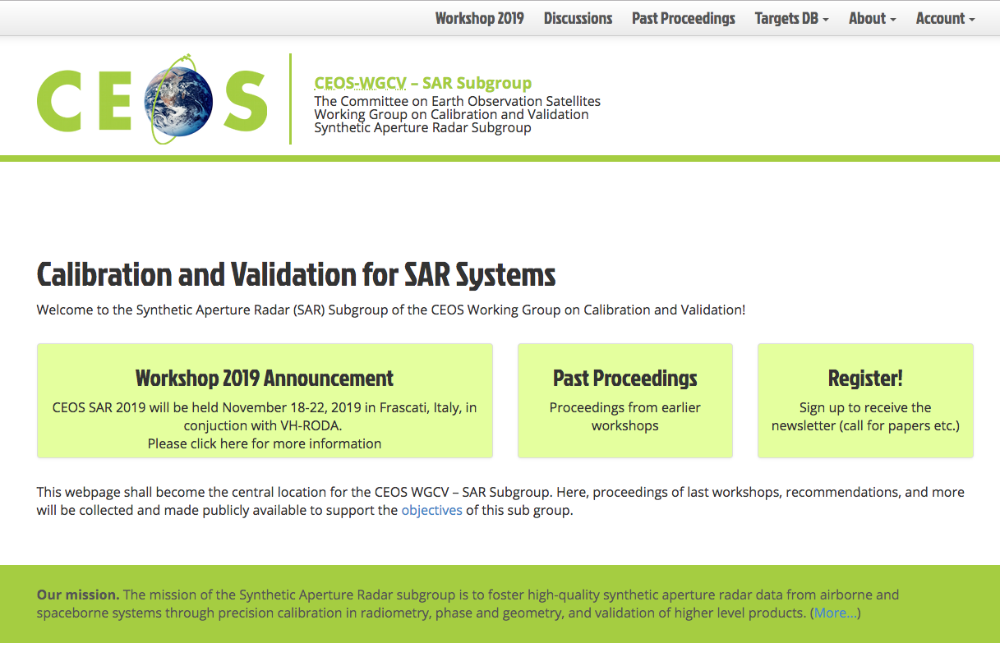 Workshop 2019 Discussions Past Proceedings Targets DB About Account
CEOS
CEOS-WGCV – SAR Subgroup
The Committee on Earth Observation Satellites
Working Group on Calibration and Validation
Synthetic Aperture Radar Subgroup
Calibration and Validation for SAR Systems
Welcome to the Synthetic Aperture Radar (SAR) Subgroup of the CEOS Working Group on Calibration and Validation!
Workshop 2019 Announcement
CEOS SAR 2019 will be held November 18-22, 2019 in Frascati, Italy, in
conjuction with VH-RODA.
Please click here for more information
Past Proceedings
Proceedings from earlier
workshops
Register!
Sign up to receive the
newsletter (call for papers etc.)
This webpage shall become the central location for the CEOS WGCV – SAR Subgroup. Here, proceedings of last workshops, recommendations, and more
will be collected and made publicly available to support the objectives of this sub group.
Our mission. The mission of the Synthetic Aperture Radar subgroup is to foster high-quality synthetic aperture radar data from airborne and
spaceborne systems through precision calibration in radiometry, phase and geometry, and validation of higher level products. (More...)